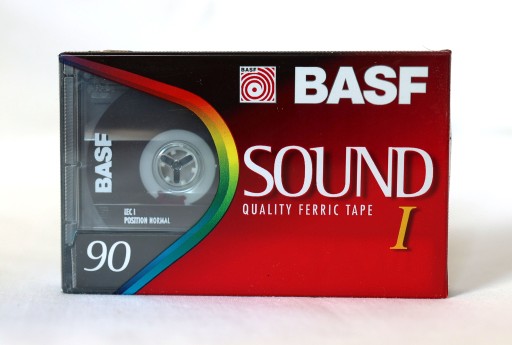 BASF
BASF
SOUND
QUALITY FERRIC TAPE
I
BASF
IEC I
POSITION NORMAL
90